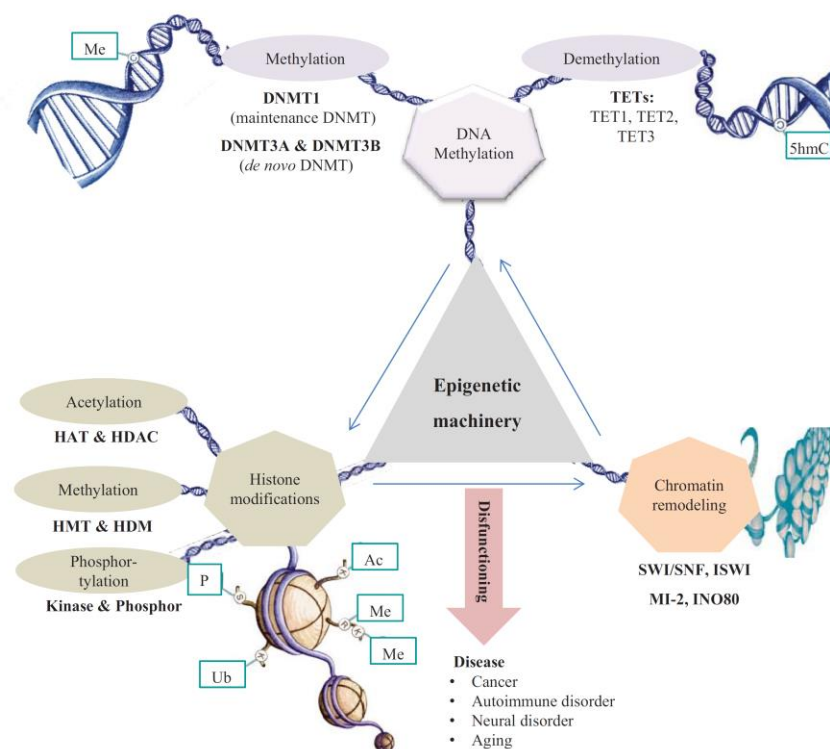 Me
Methylation
DNMT1
(maintenance DNMT)
DNMT3A & DNMT3B
(de novo DNMT)
DNA
Methylation
Demethylation
TETs:
TET1, TET2,
TET3
C
C
5hmC
Epigenetic
machinery
Acetylation
HAT & HDAC
Methylation
HMT & HDM
Phosphor-
tylation
Kinase & Phosphor
Histone
modifications
Chromatin
remodeling
SWI/SNF, ISWI
MI-2, INO80
P
S
K
Ac
R
Me
K
Me
K
Ub
Disfunctioning
Disease
• Cancer
• Autoimmune disorder
• Neural disorder
• Aging